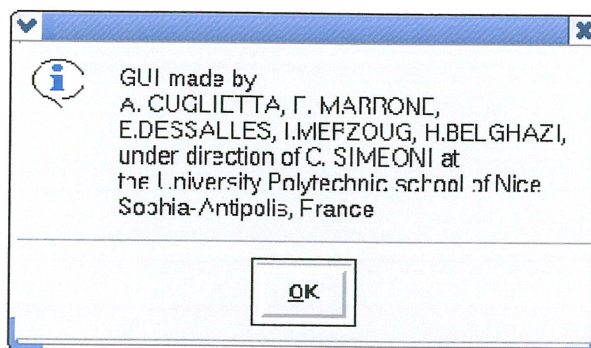 GUI made by
A. CUGLIETTA, F. MARRONE,
E.DESSALLES, I.MERZOUG, H.BELGHAZI,
under direction of C. SIMEONI at
the University Polytechnic school of Nice
Sophia-Antipolis, France
OK